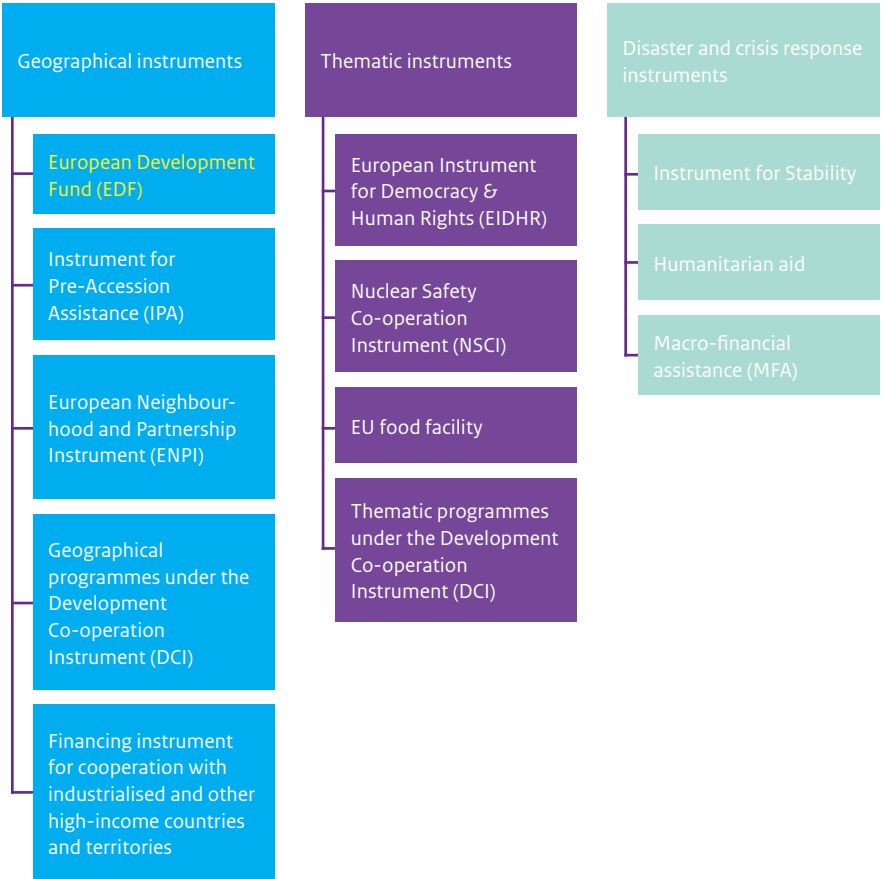 Geographical instruments
European Development
Fund (EDF)
Instrument for
Pre-Accession
Assistance (IPA)
European Neighbour-
hood and Partnership
Instrument (ENPI)
Geographical
programmes under the
Development
Co-operation
Instrument (DCI)
Financing instrument
for cooperation with
industrialised and other
high-income countries
and territories
Thematic instruments
European Instrument
for Democracy &
Human Rights (EIDHR)
Nuclear Safety
Co-operation
Instrument (NSCI)
EU food facility
Thematic programmes
under the Development
Co-operation
Instrument (DCI)
Disaster and crisis response
instruments
Instrument for Stability
Humanitarian aid
Macro-financial
assistance (MFA)